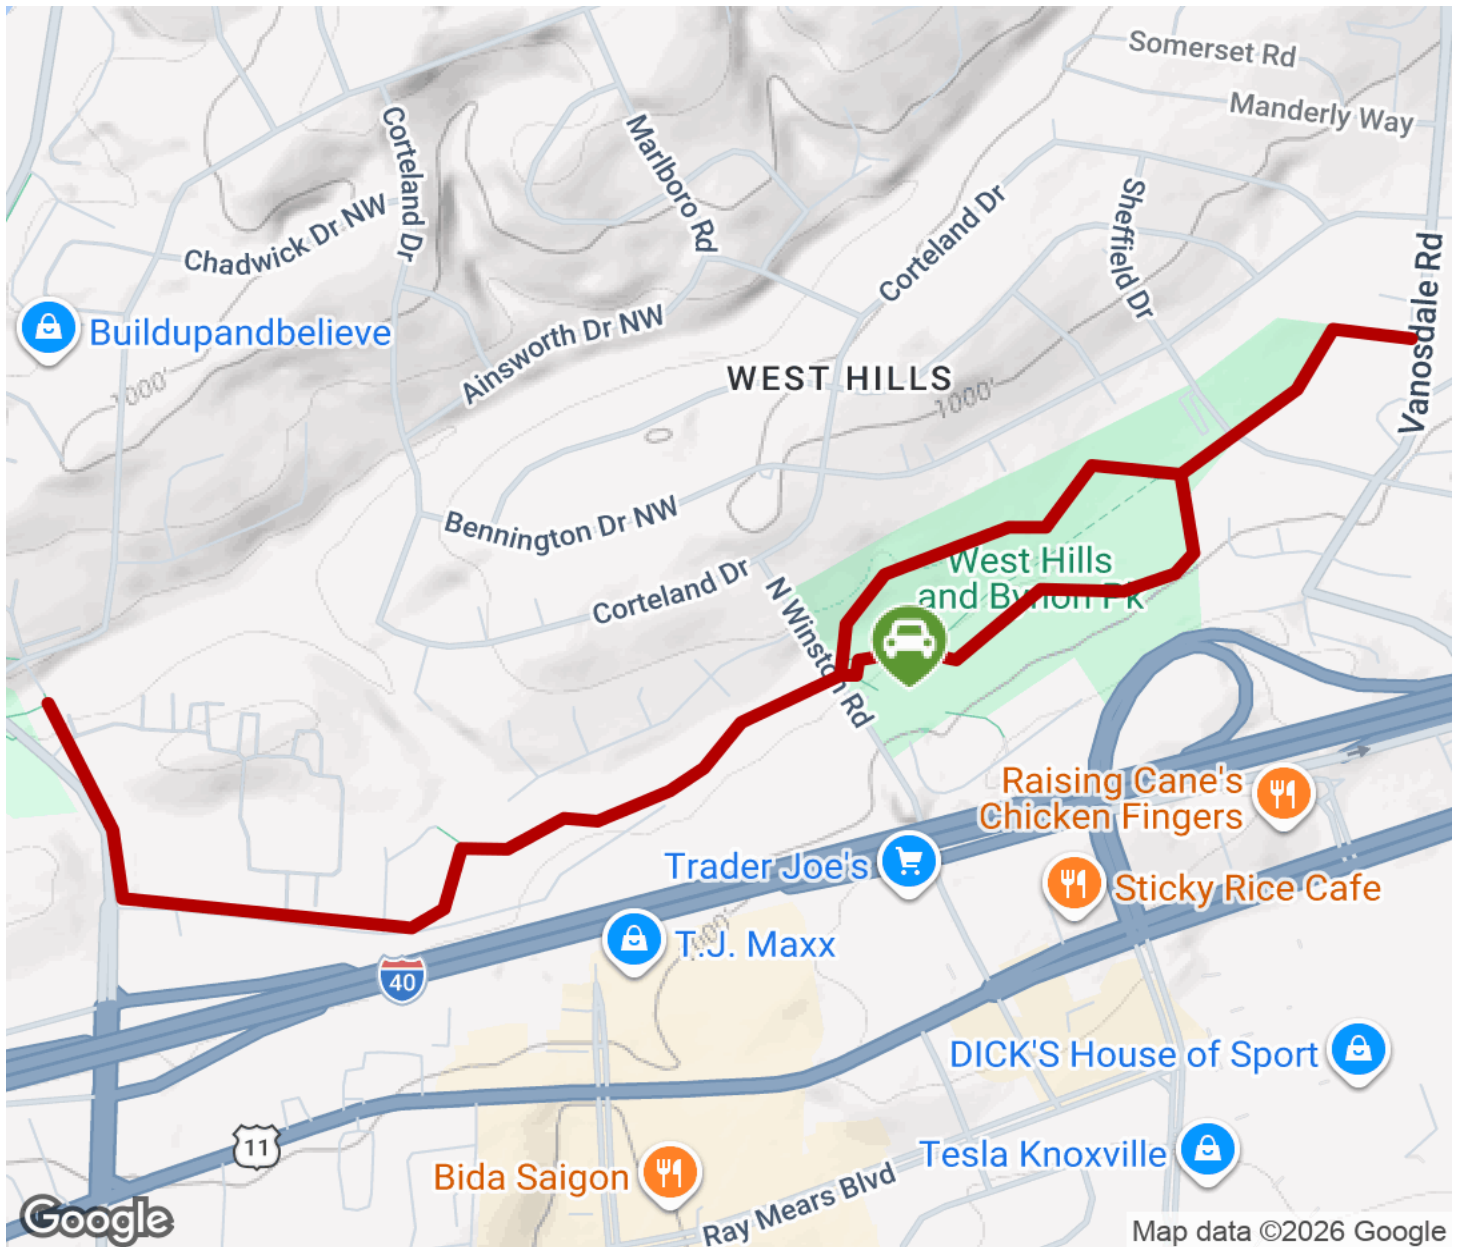 Somerset Rd
Manderly Way
Corteland Dr
Marlboro Rd
Chadwick Dr NW
Corteland Dr
Sheffield Dr
Vanosdale Rd
Buildupandbelieve
Ainsworth Dr NW
1000'
WEST HILLS
1000'
Bennington Dr NW
Corteland Dr
N Winston Rd
West Hills
and Bynon Pk
Raising Cane's
Chicken Fingers
Trader Joe's
Sticky Rice Cafe
T.J. Maxx
40
DICK'S House of Sport
11
Tesla Knoxville
Bida Saigon
Ray Mears Blvd
Google
Map data ©2026 Google